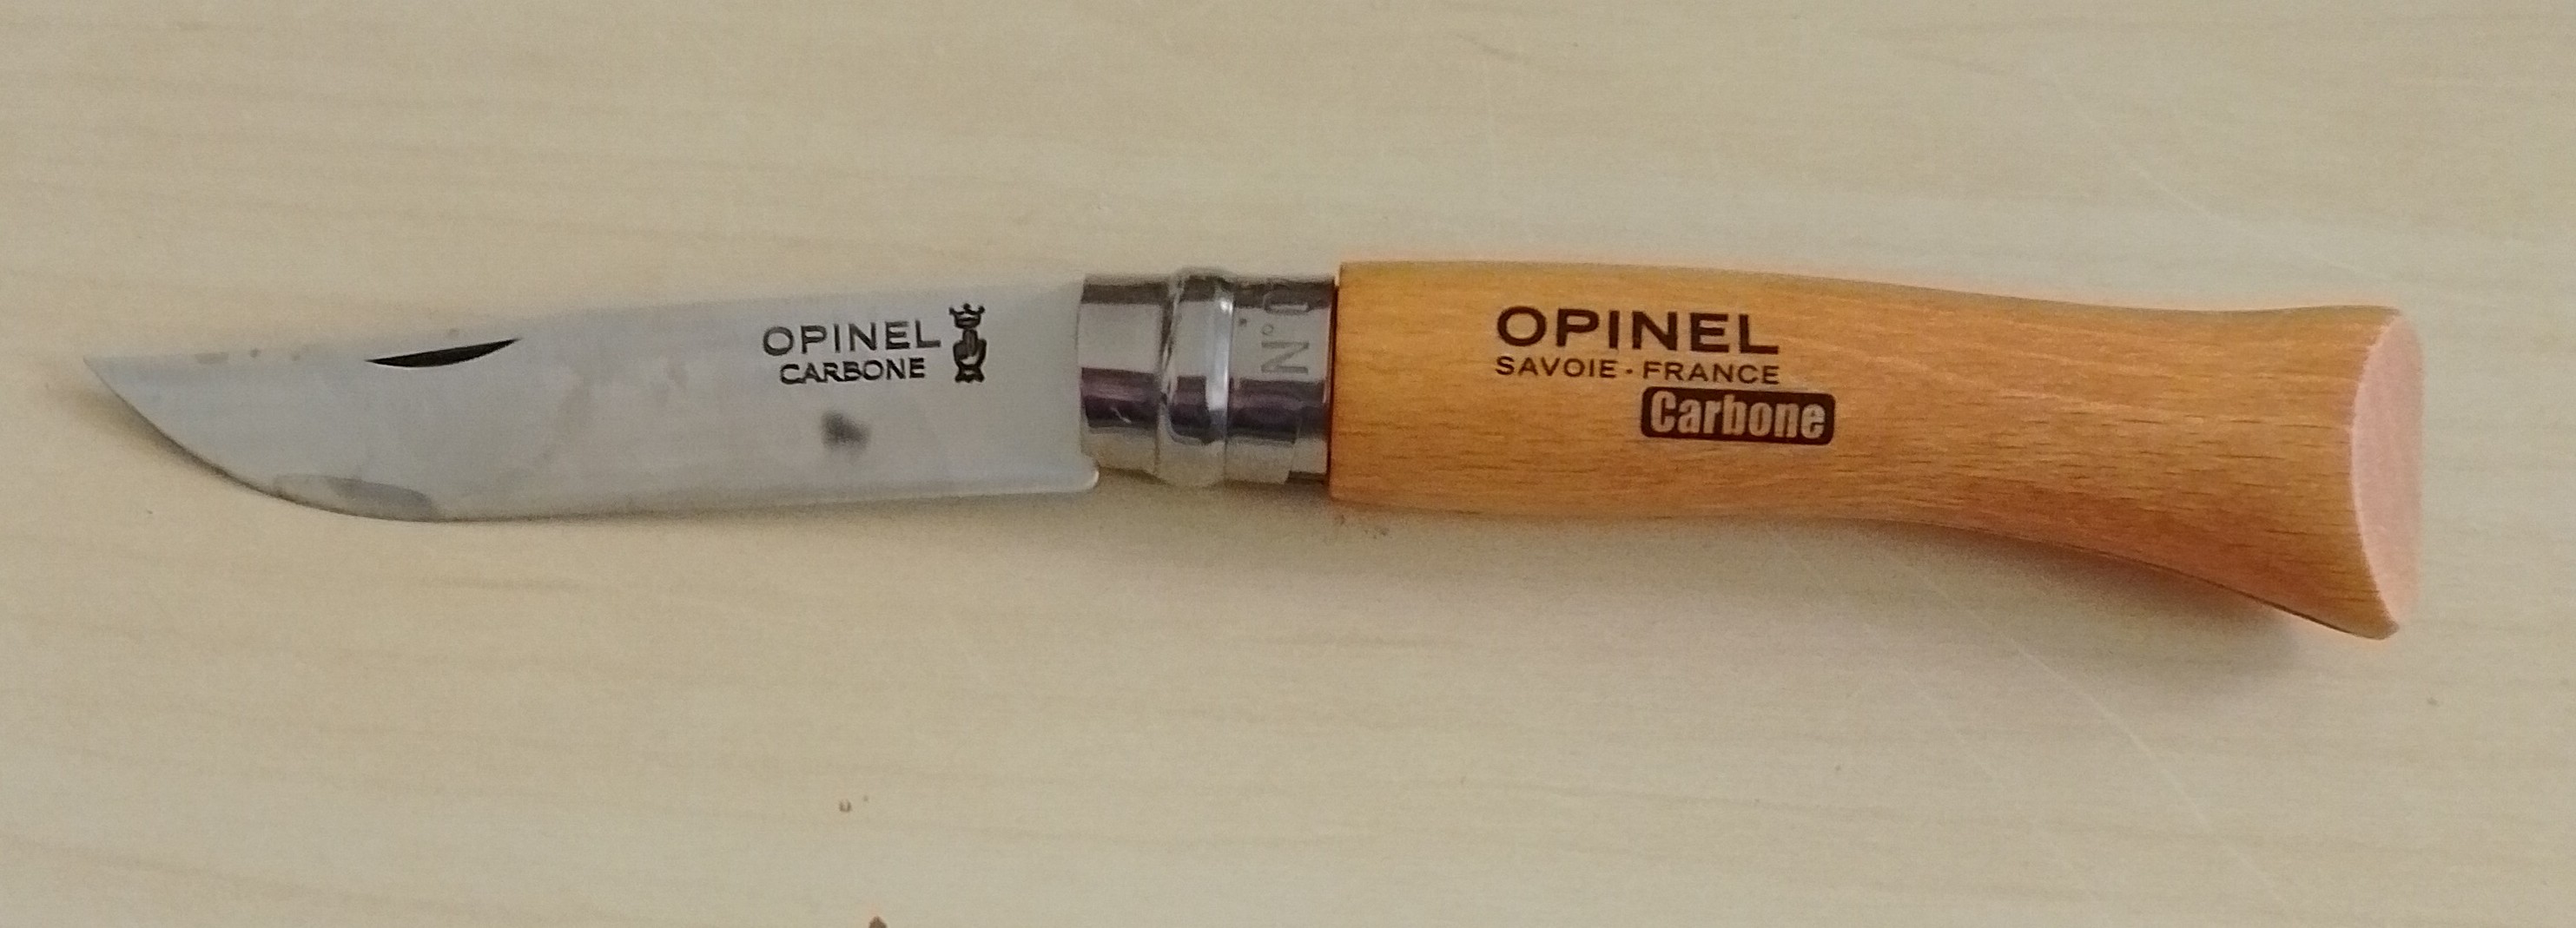 OPINEL
CARBONE
N°
OPINEL
SAVOIE - FRANCE
Carbone